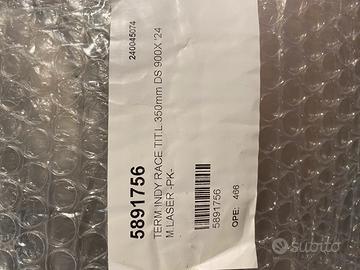 240045074
5891756
TERM.INDY RACE TIT.L.350mm DS 900X '24
M.LASER -PK-
5891756
OPE: 466
subito